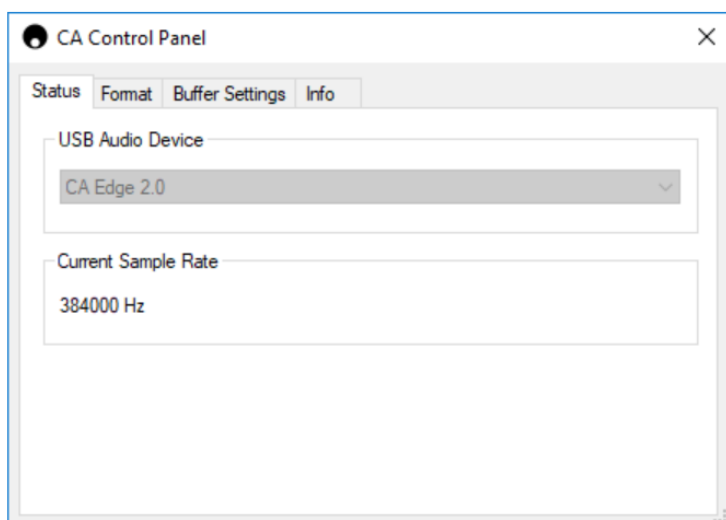 CA Control Panel
Status Format Buffer Settings Info
USB Audio Device
CA Edge 2.0
Current Sample Rate
384000 Hz